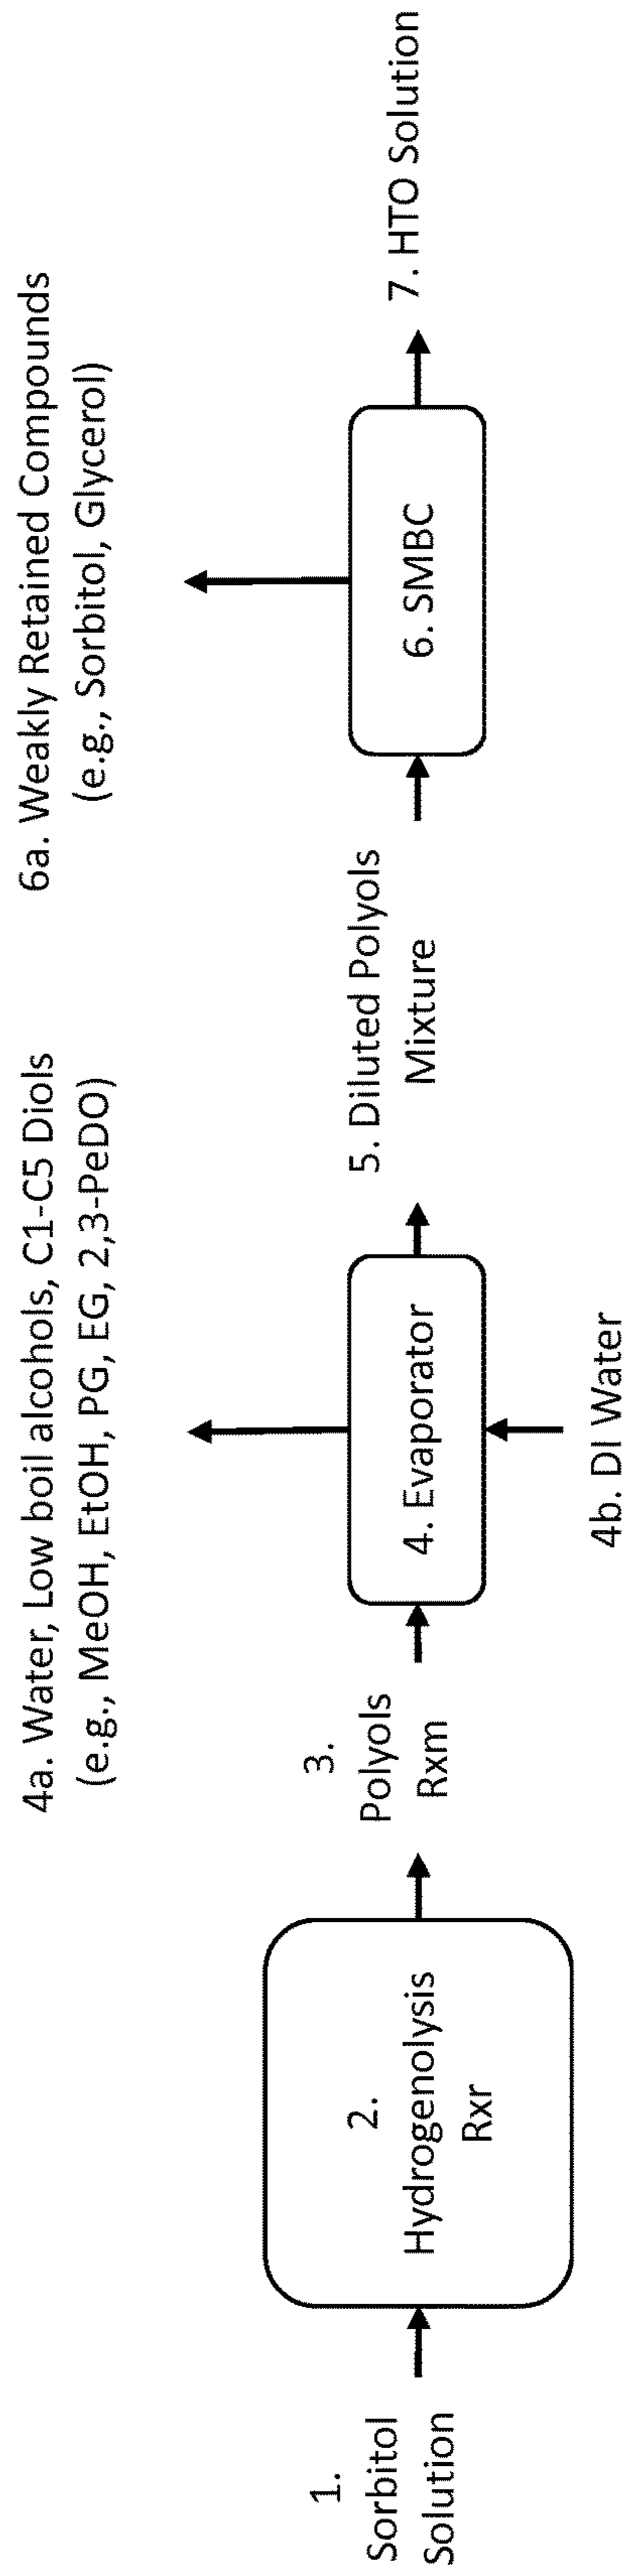 4a. Water, Low boil alcohols, C1-C5 Diols
(e.g., MeOH, EtOH, PG, EG, 2,3-PeDO)
6a. Weakly Retained Compounds
(e.g., Sorbitol, Glycerol)
1.
Sorbitol
Solution
2.
Hydrogenolysis
Rxr
3.
Polyols
Rxm
4. Evaporator
5. Diluted Polyols
Mixture
6. SMBC
7. HTO Solution
4b. DI Water